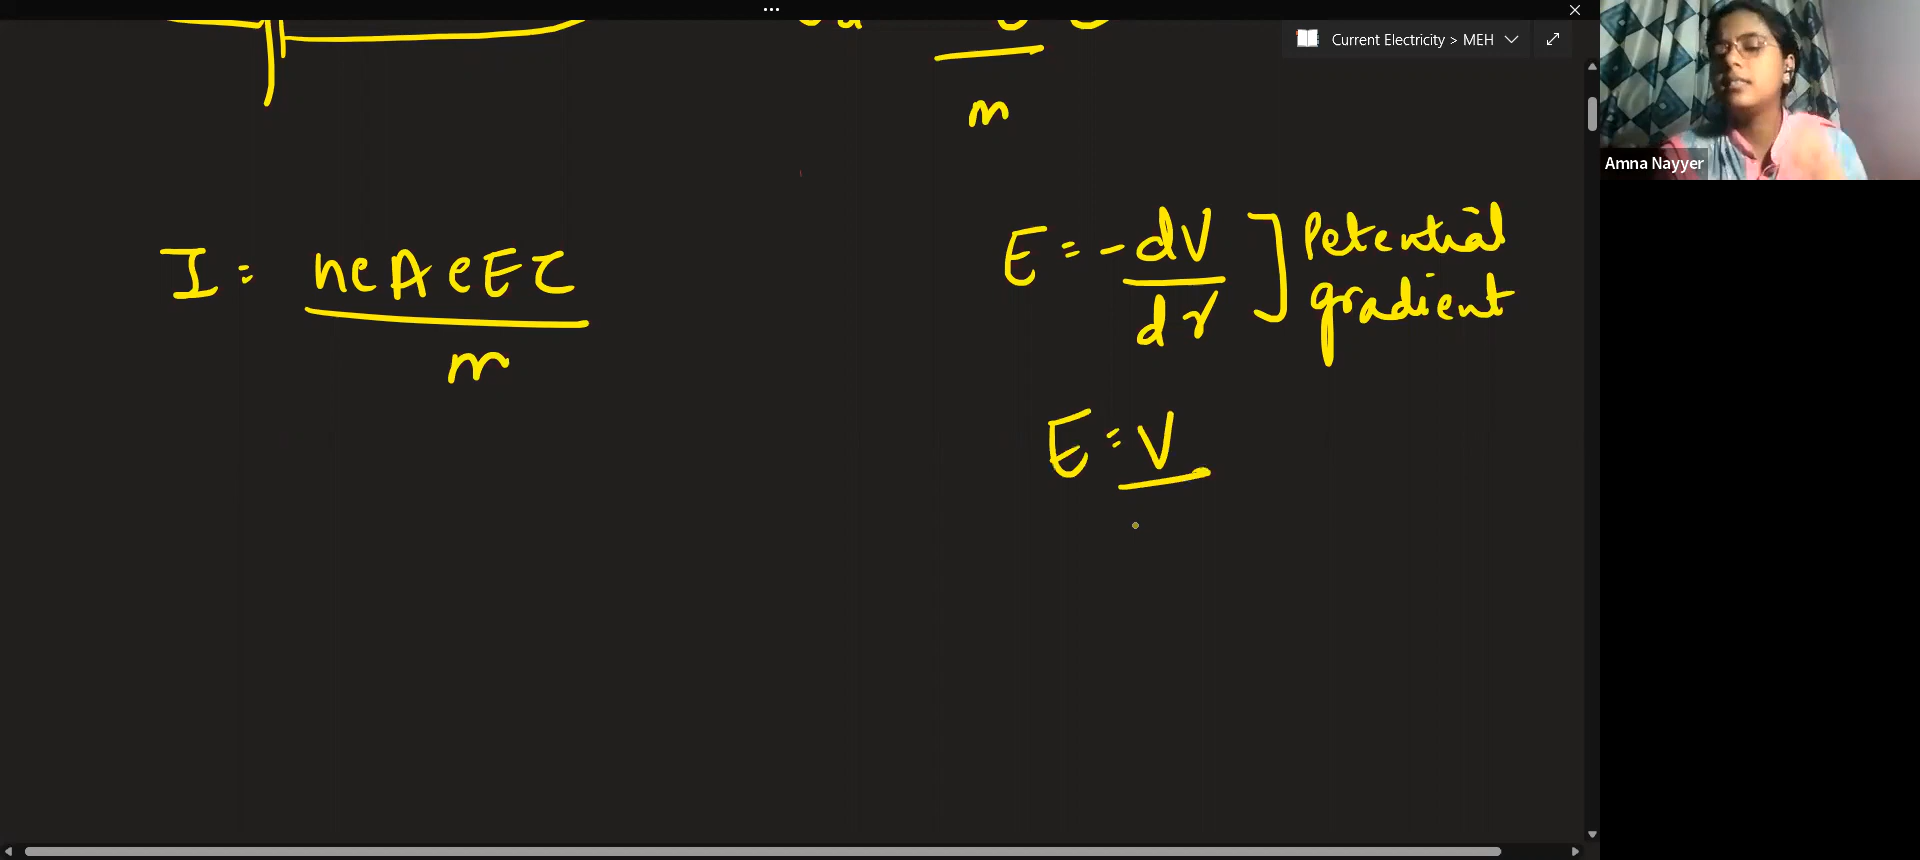 Current Electricity > MEH
Amna Nayyer
m
I = neAeEτ
m
E = -dV
dr
] Potential
gradient
E = V